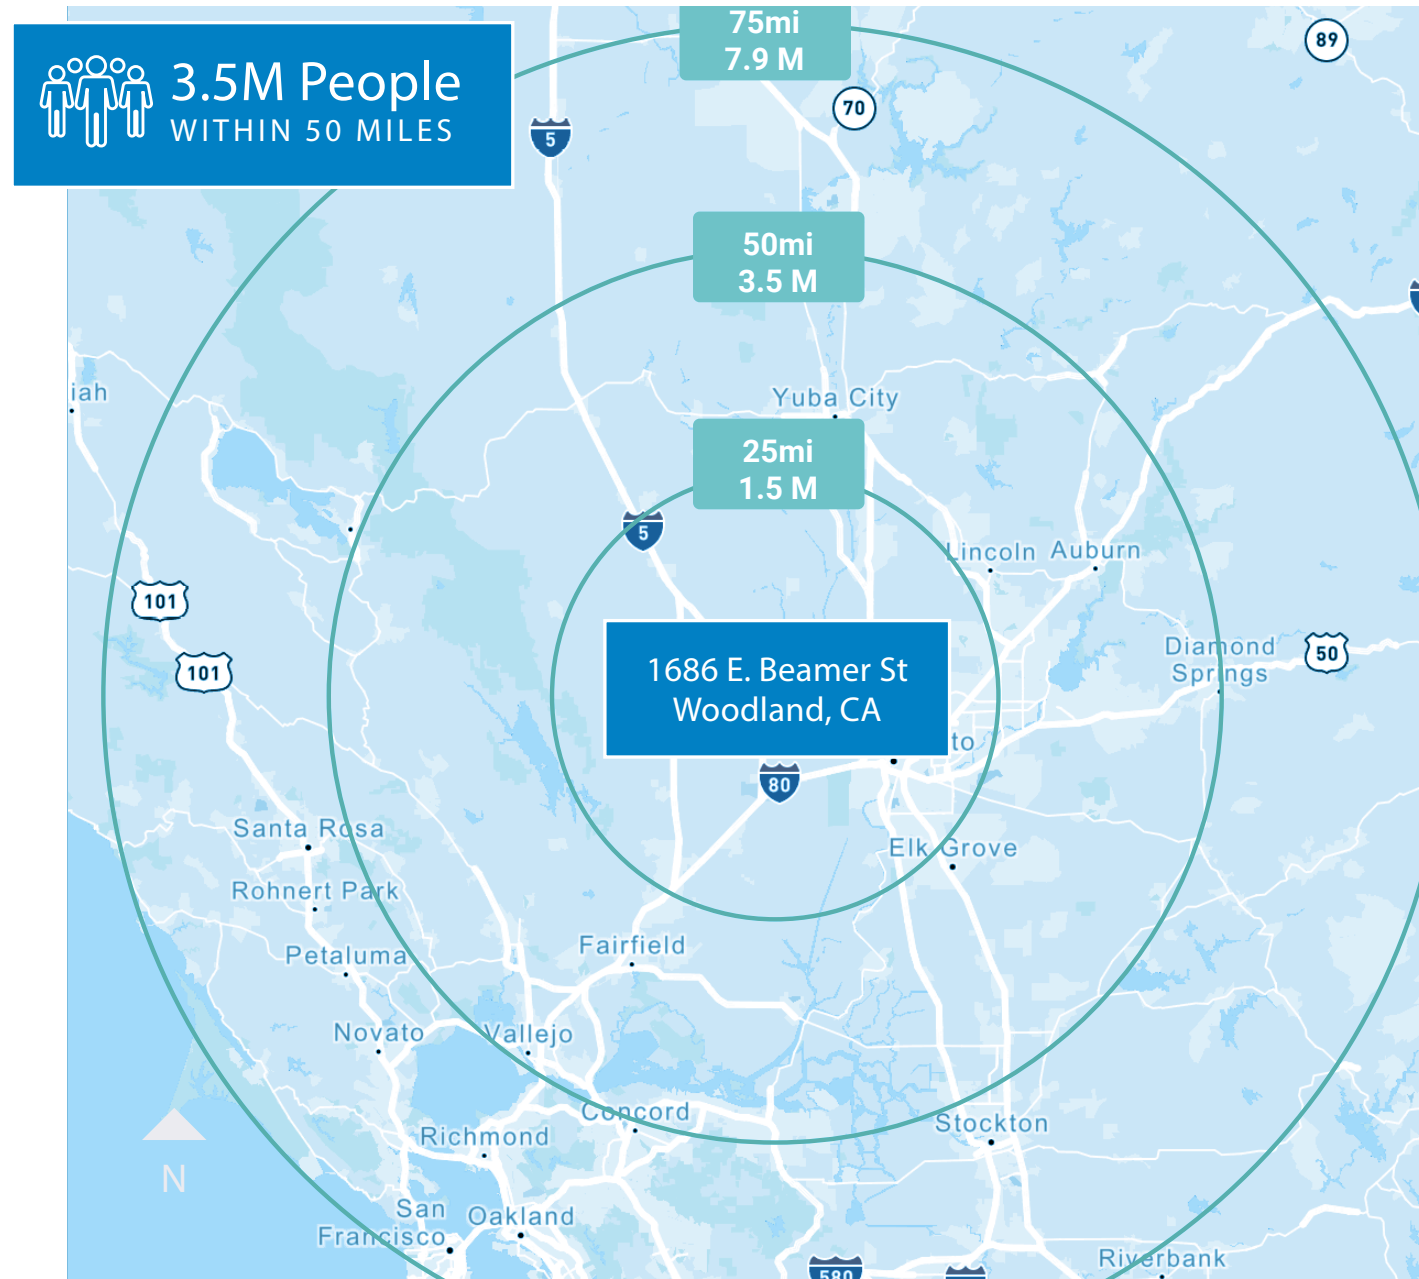 75mi
7.9 M
89
3.5M People
WITHIN 50 MILES
70
5
50mi
3.5 M
iah
Yuba City
25mi
1.5 M
5
Lincoln
Auburn
101
1686 E. Beamer St
Woodland, CA
Diamond
Springs
50
101
to
80
Santa Rosa
Elk Grove
Rohnert Park
Fairfield
Petaluma
Novato
Vallejo
Concord
Stockton
Richmond
N
San
Francisco
Oakland
Riverbank
580